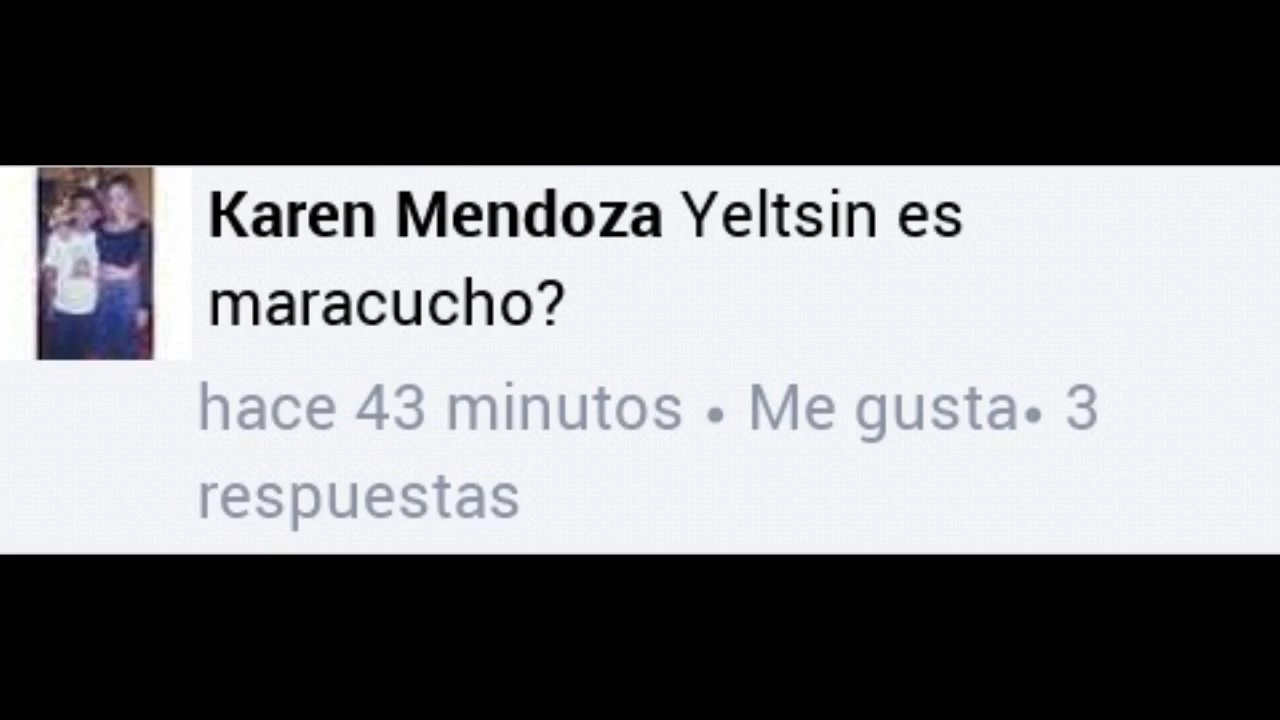 Karen Mendoza Yeltsin es
maracucho?
hace 43 minutos • Me gusta• 3
respuestas